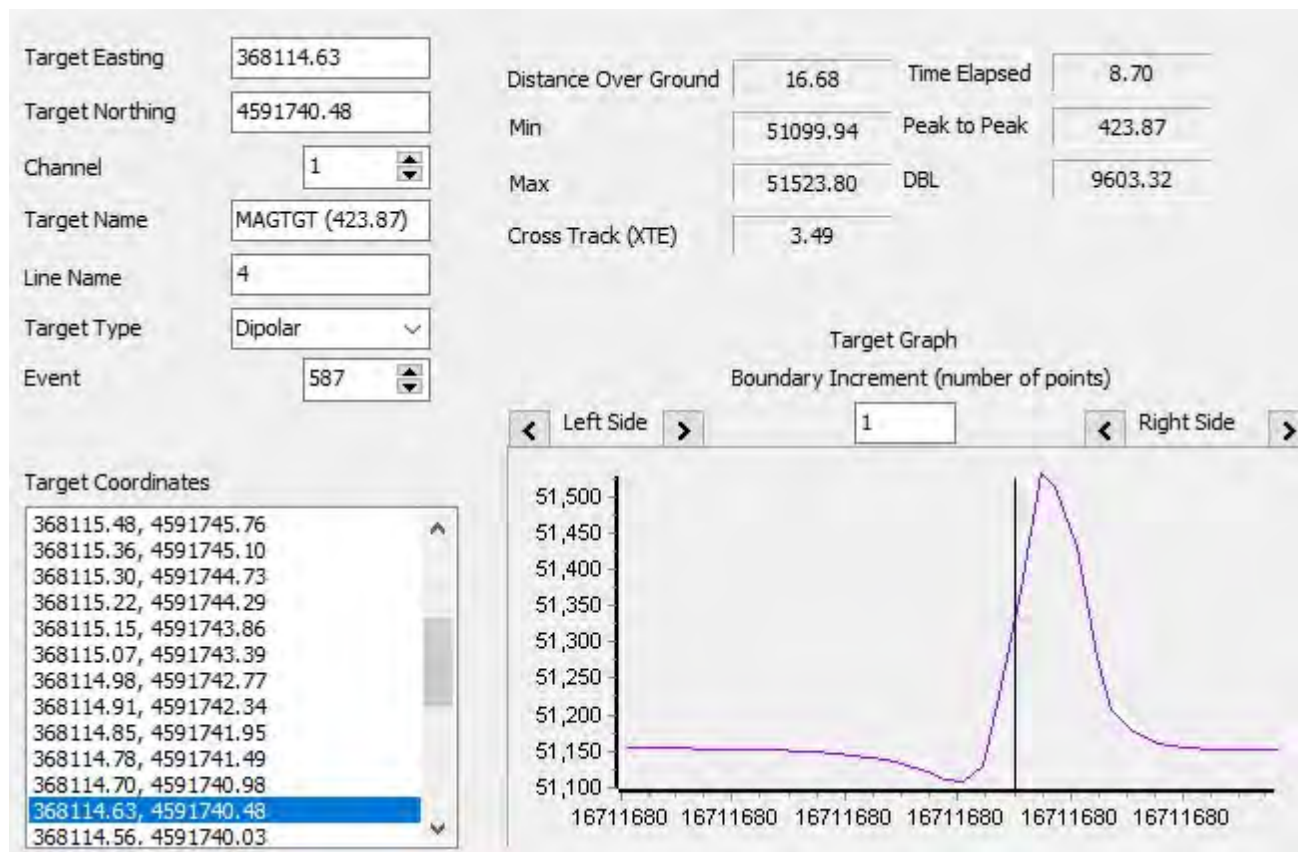 Target Easting 368114.63
Target Northing 4591740.48
Channel 1
Target Name MAGTGT (423.87)
Line Name 4
Target Type Dipolar
Event 587
Distance Over Ground 16.68 Time Elapsed 8.70
Min 51099.94 Peak to Peak 423.87
Max 51523.80 DBL 9603.32
Cross Track (XTE) 3.49
Target Coordinates
368115.48, 4591745.76
368115.36, 4591745.10
368115.30, 4591744.73
368115.22, 4591744.29
368115.15, 4591743.86
368115.07, 4591743.39
368114.98, 4591742.77
368114.91, 4591742.34
368114.85, 4591741.95
368114.78, 4591741.49
368114.70, 4591740.98
368114.63, 4591740.48
368114.56, 4591740.03
Target Graph
Boundary Increment (number of points)
< Left Side > 1 < Right Side >
51,500
51,450
51,400
51,350
51,300
51,250
51,200
51,150
51,100
16711680 16711680 16711680 16711680 16711680 16711680